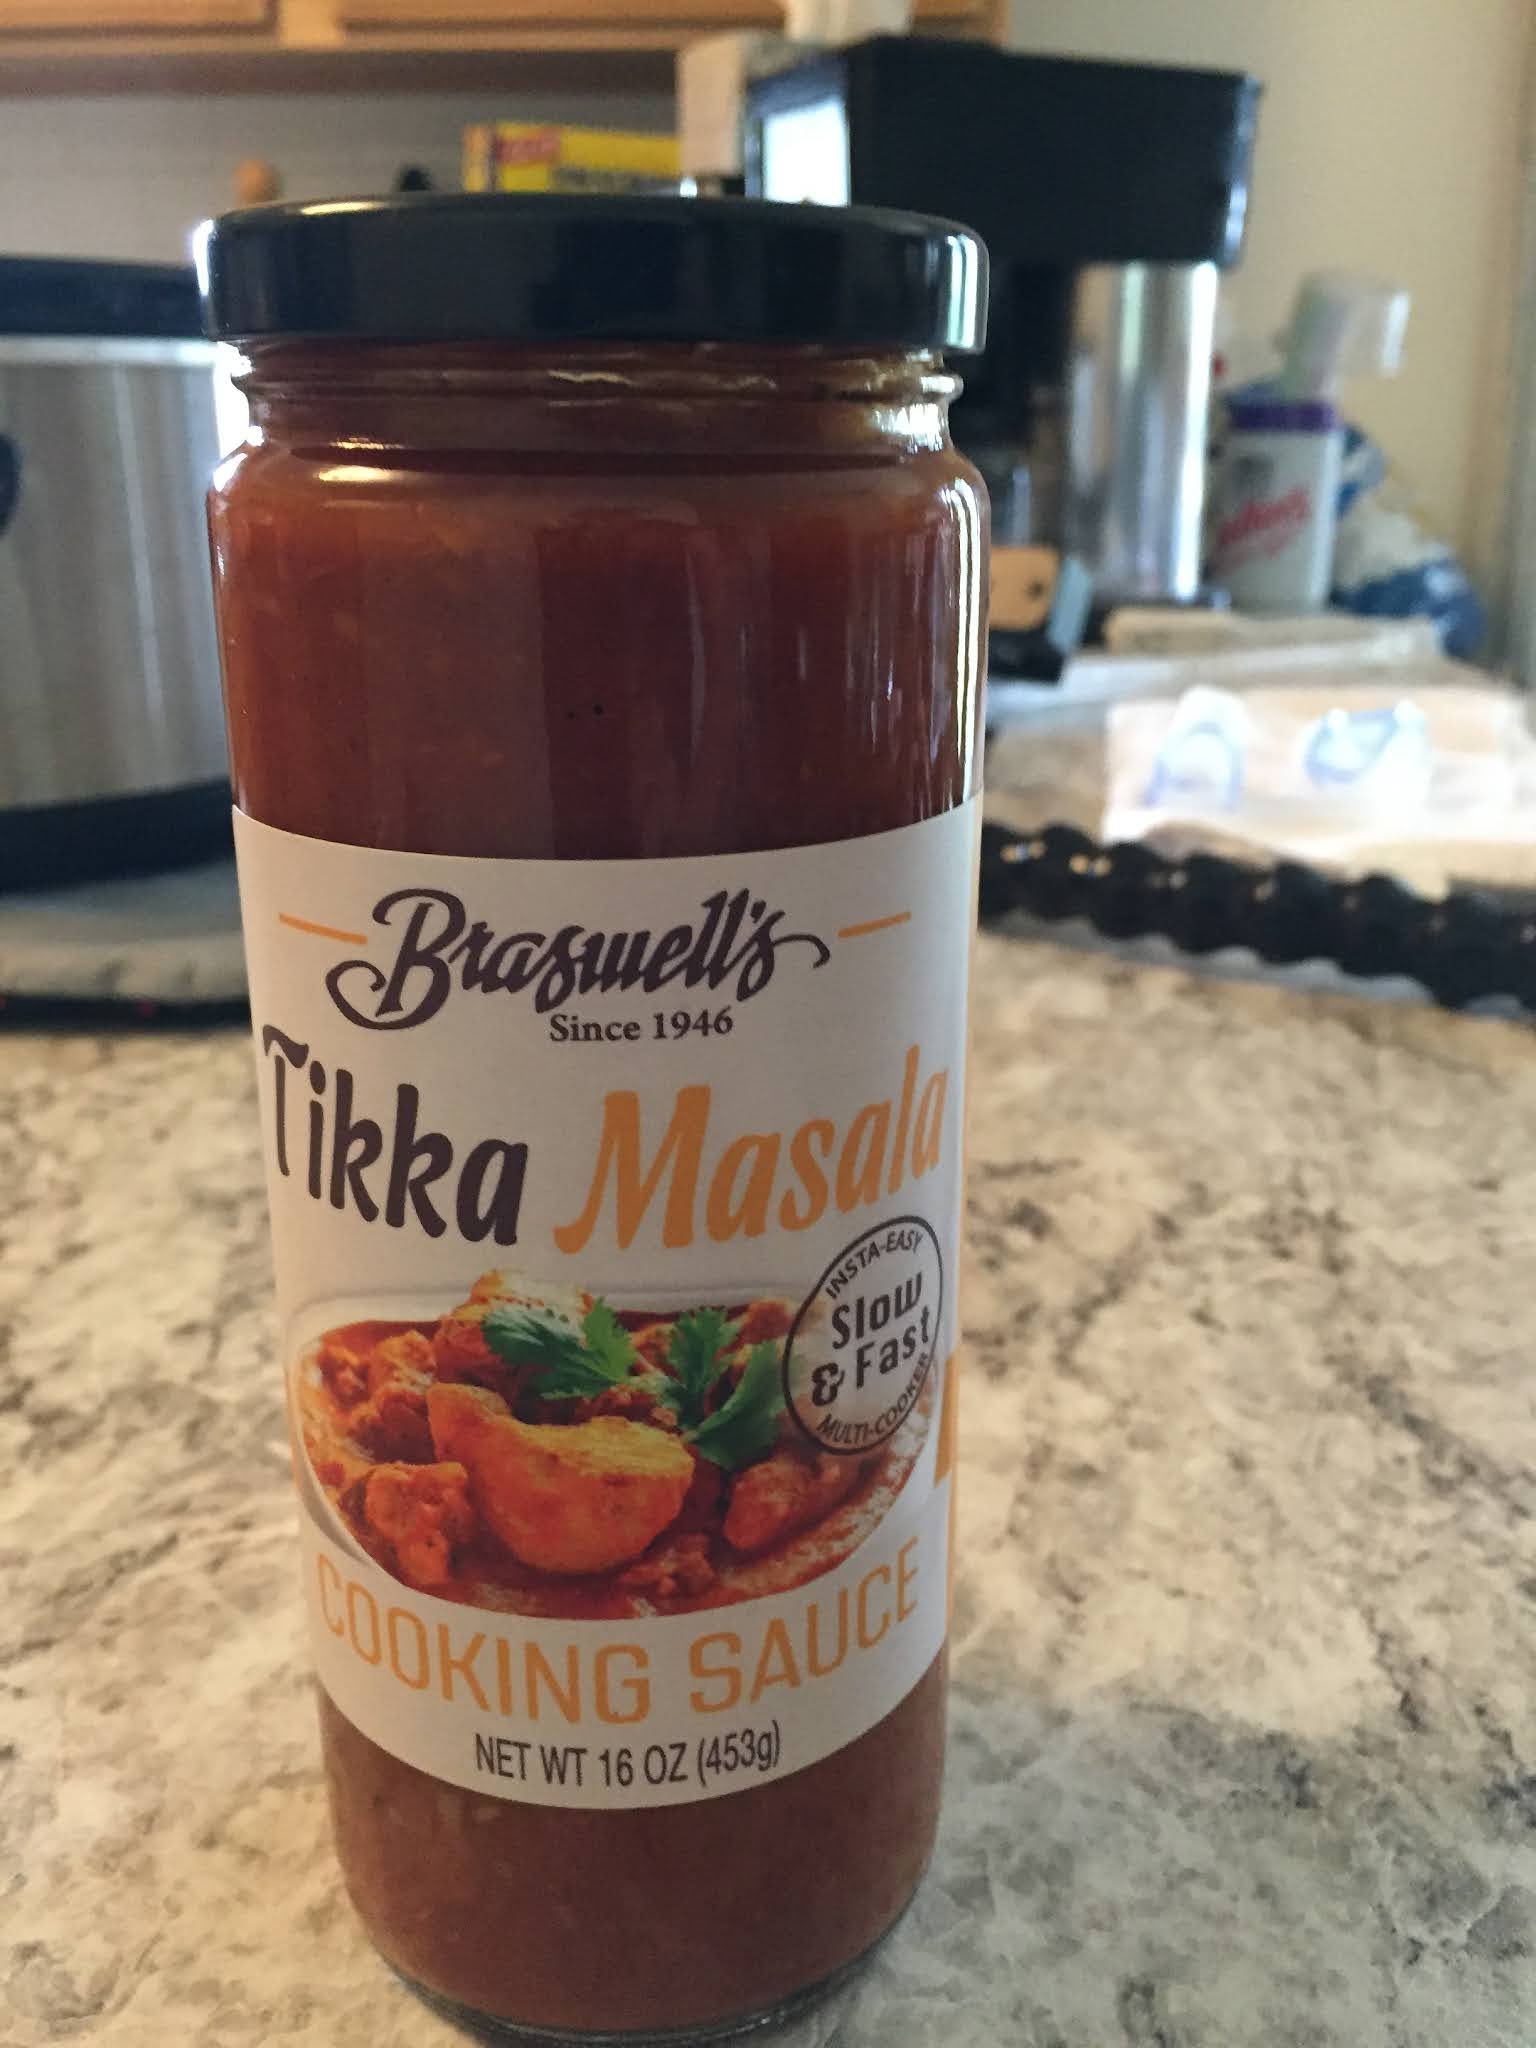 Braswell's
Since 1946
Tikka Masala
INSTA-EASY
Slow
& Fast
MULTI-COOKER
COOKING SAUCE
NET WT 16 OZ (453g)